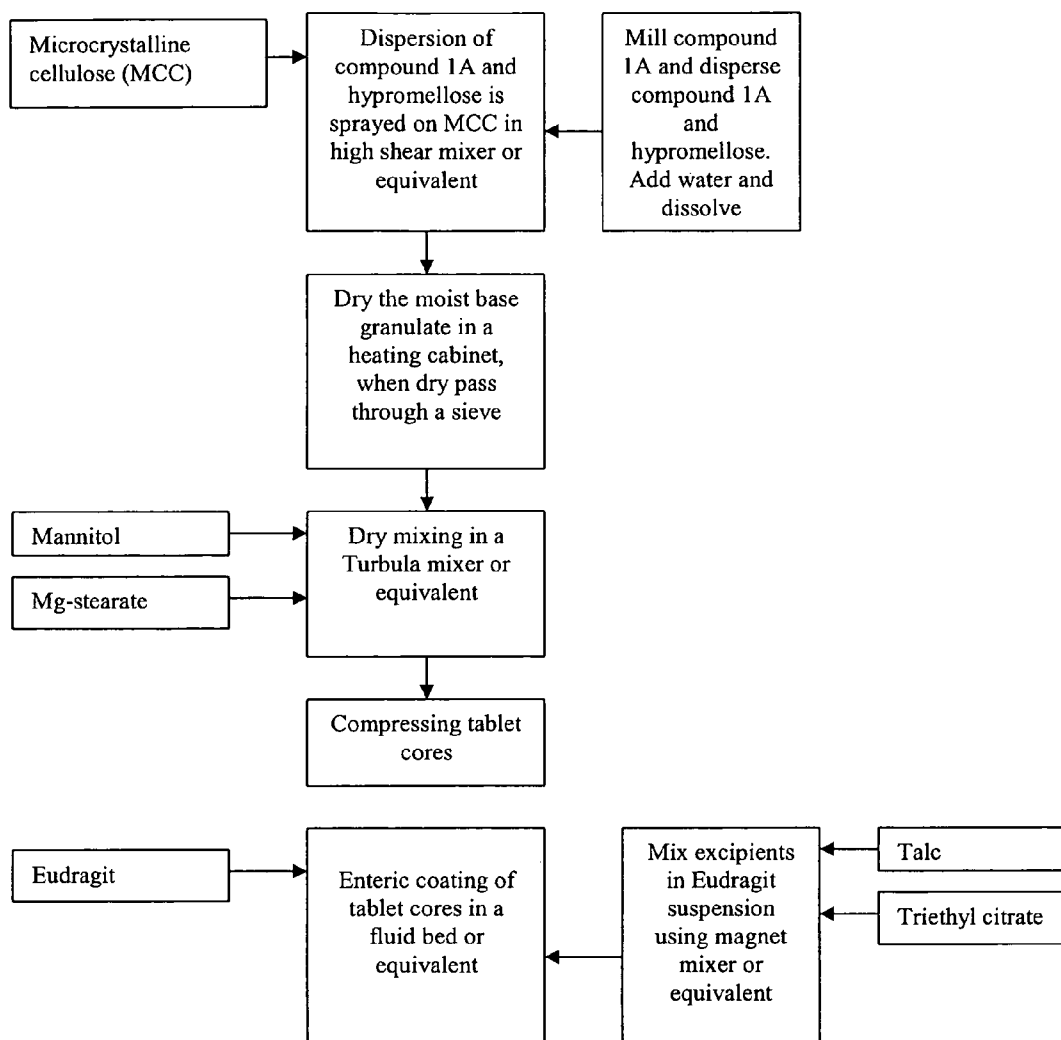 Microcrystalline
cellulose (MCC)
Dispersion of
compound 1A and
hypromellose is
sprayed on MCC in
high shear mixer or
equivalent
Mill compound
1A and disperse
compound 1A
and
hypromellose.
Add water and
dissolve
Dry the moist base
granulate in a
heating cabinet,
when dry pass
through a sieve
Mannitol
Mg-stearate
Dry mixing in a
Turbula mixer or
equivalent
Compressing tablet
cores
Eudragit
Enteric coating of
tablet cores in a
fluid bed or
equivalent
Mix excipients
in Eudragit
suspension
using magnet
mixer or
equivalent
Talc
Triethyl citrate